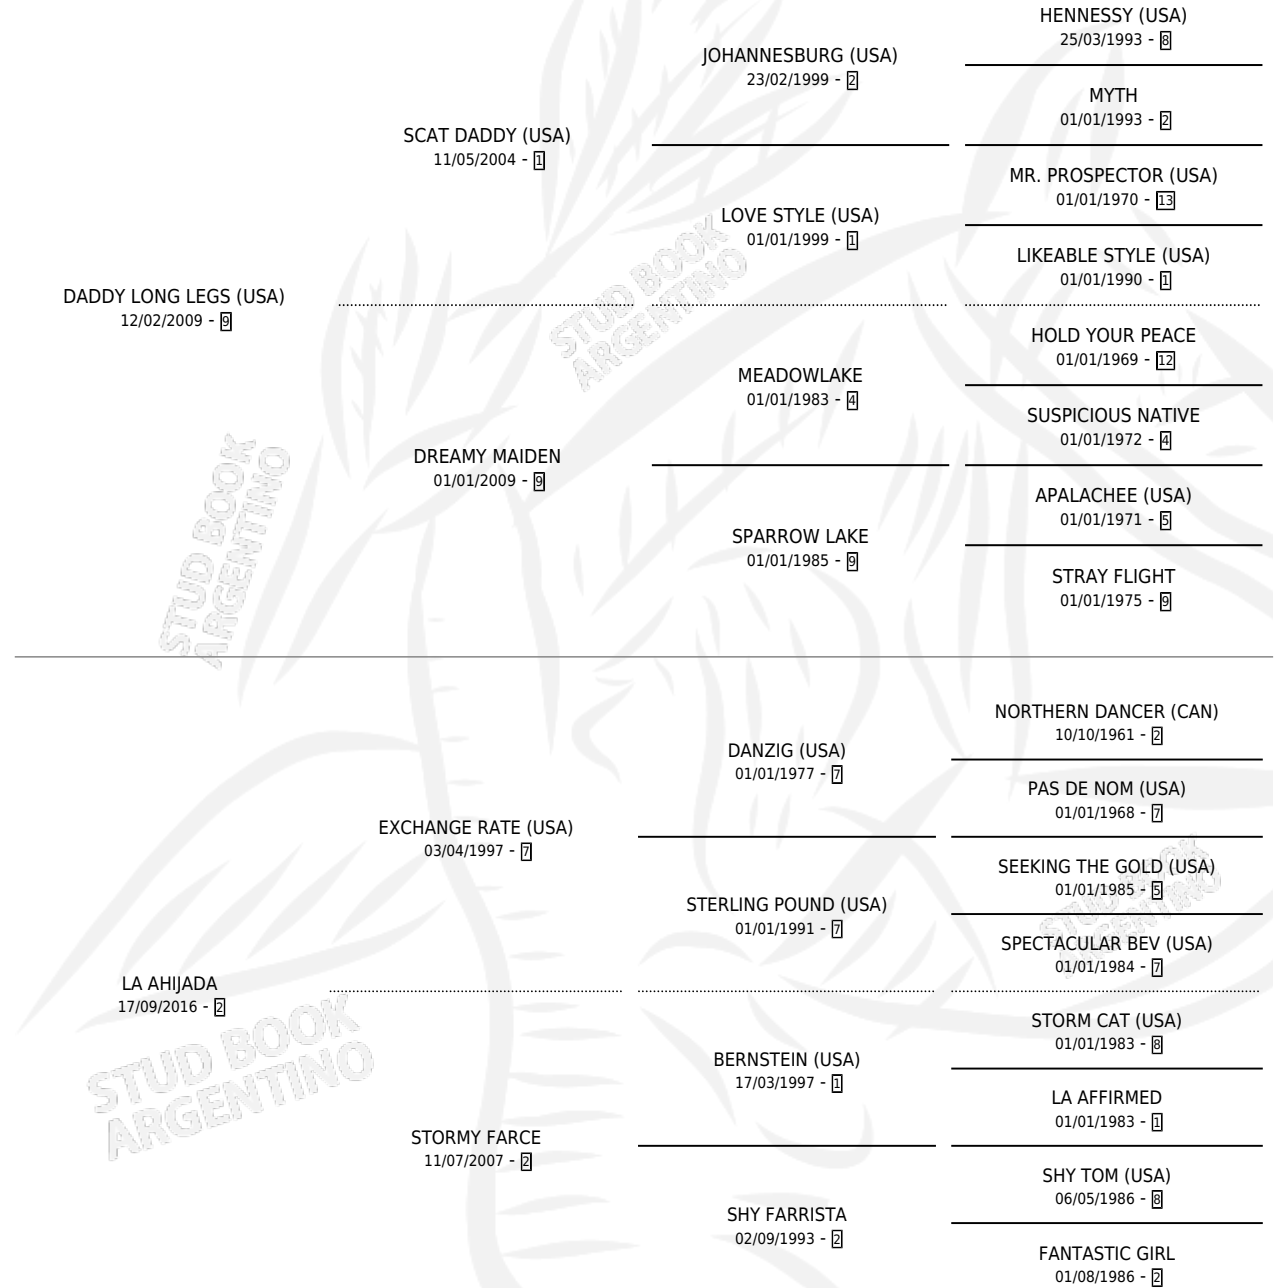 HENNESSY (USA)
25/03/1993 - 8
JOHANNESBURG (USA)
23/02/1999 - 2
MYTH
01/01/1993 - 2
SCAT DADDY (USA)
11/05/2004 - 1
MR. PROSPECTOR (USA)
01/01/1970 - 13
LOVE STYLE (USA)
01/01/1999 - 1
LIKEABLE STYLE (USA)
01/01/1990 - 1
DADDY LONG LEGS (USA)
12/02/2009 - 9
HOLD YOUR PEACE
01/01/1969 - 12
MEADOWLAKE
01/01/1983 - 4
SUSPICIOUS NATIVE
01/01/1972 - 4
DREAMY MAIDEN
01/01/2009 - 9
APALACHEE (USA)
01/01/1971 - 5
SPARROW LAKE
01/01/1985 - 9
STRAY FLIGHT
01/01/1975 - 9
NORTHERN DANCER (CAN)
10/10/1961 - 2
DANZIG (USA)
01/01/1977 - 7
PAS DE NOM (USA)
01/01/1968 - 7
EXCHANGE RATE (USA)
03/04/1997 - 7
SEEKING THE GOLD (USA)
01/01/1985 - 5
STERLING POUND (USA)
01/01/1991 - 7
SPECTACULAR BEV (USA)
01/01/1984 - 7
LA AHIJADA
17/09/2016 - 2
STORM CAT (USA)
01/01/1983 - 8
BERNSTEIN (USA)
17/03/1997 - 1
LA AFFIRMED
01/01/1983 - 1
STORMY FARCE
11/07/2007 - 2
SHY TOM (USA)
06/05/1986 - 8
SHY FARRISTA
02/09/1993 - 2
FANTASTIC GIRL
01/08/1986 - 2
STUD BOOK
ARGENTINO
STUD BOOK
ARGENTINO
STUD BOOK
ARGENTINO
STUD BOOK
ARGENTINO